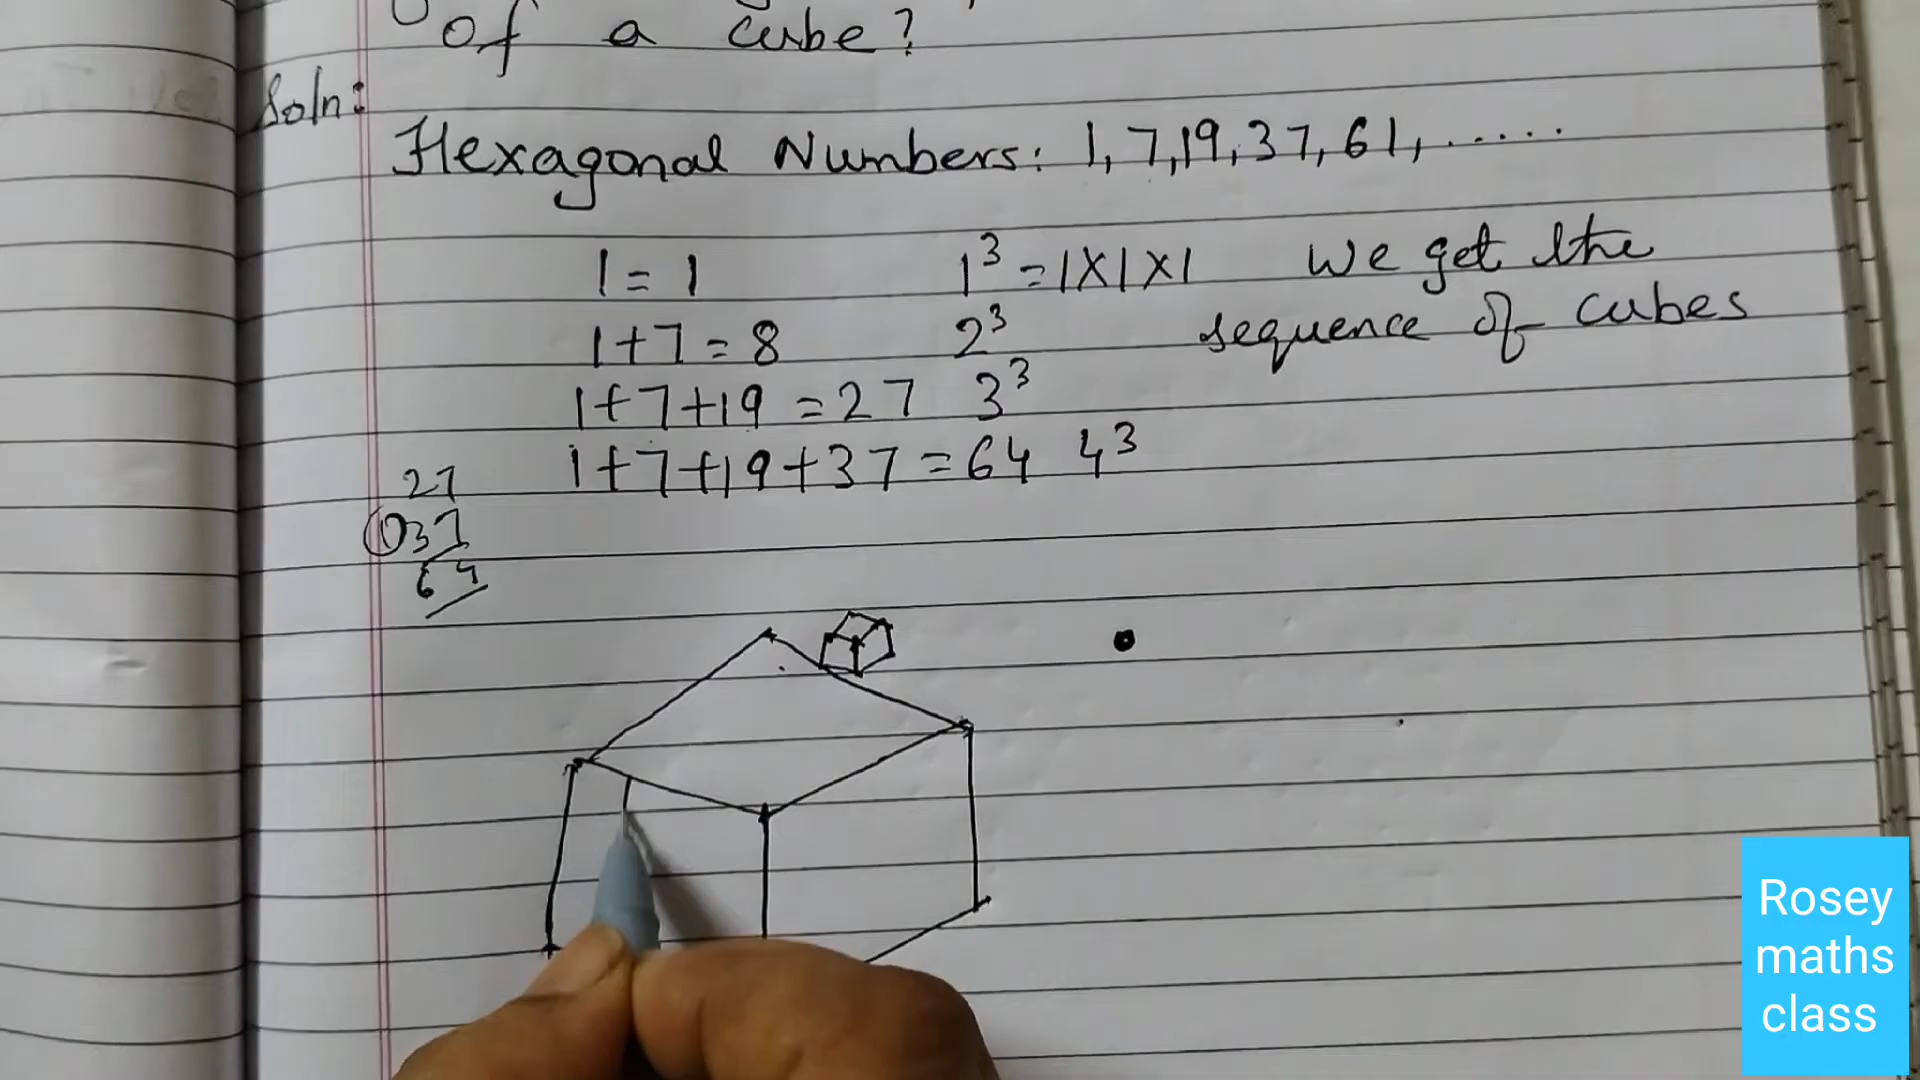 of a cube?
Soln:
Hexagonal Numbers: 1, 7, 19, 37, 61, .....
1 = 1 1³ = 1×1×1 We get the
1+7 = 8 2³ sequence of cubes
1+7+19 = 27 3³
1+7+19+37 = 64 4³
27
① 37
64
Rosey
maths
class